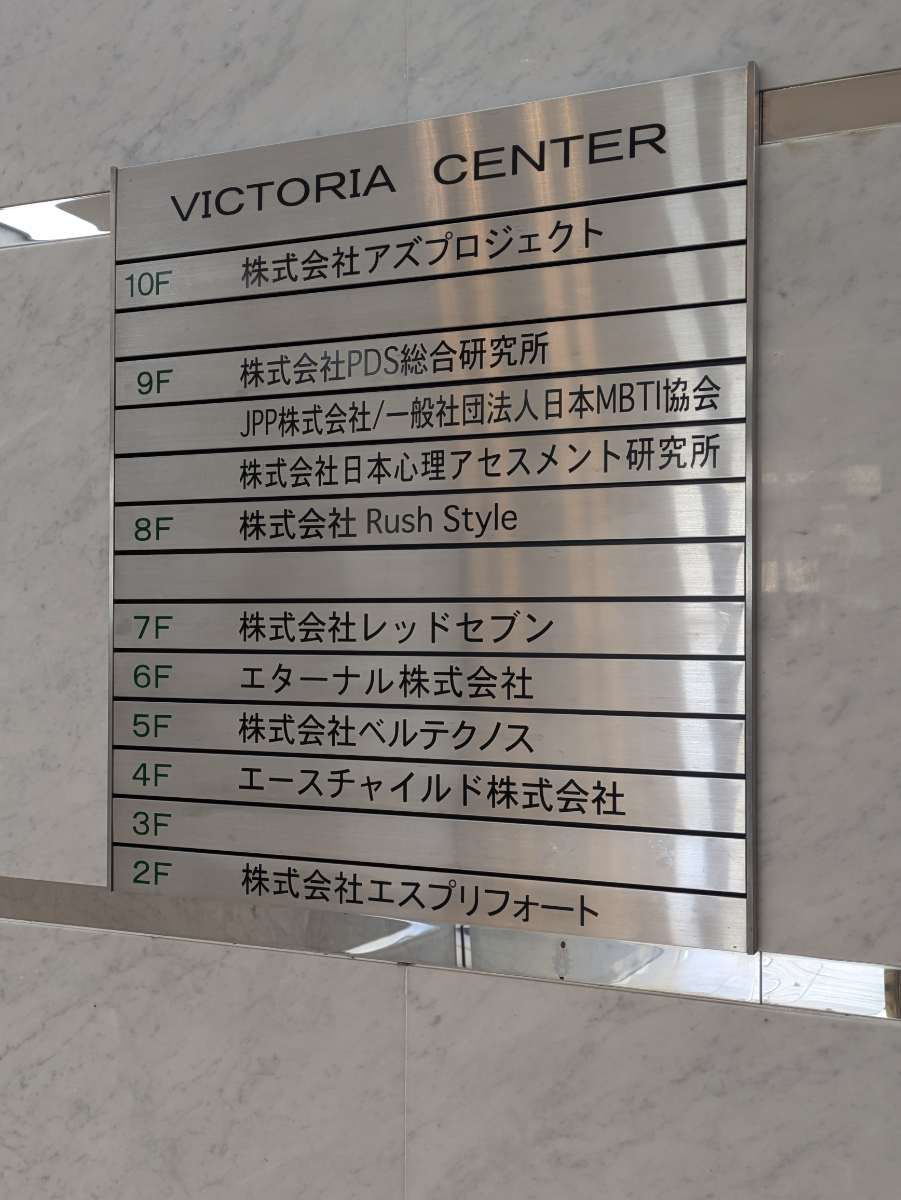 VICTORIA CENTER
10F 株式会社アズプロジェクト
9F 株式会社PDS総合研究所
JPP株式会社/一般社団法人日本MBTI協会
株式会社日本心理アセスメント研究所
8F 株式会社 Rush Style
7F 株式会社レッドセブン
6F エターナル株式会社
5F 株式会社ベルテクノス
4F エースチャイルド株式会社
3F
2F 株式会社エスプリフォート